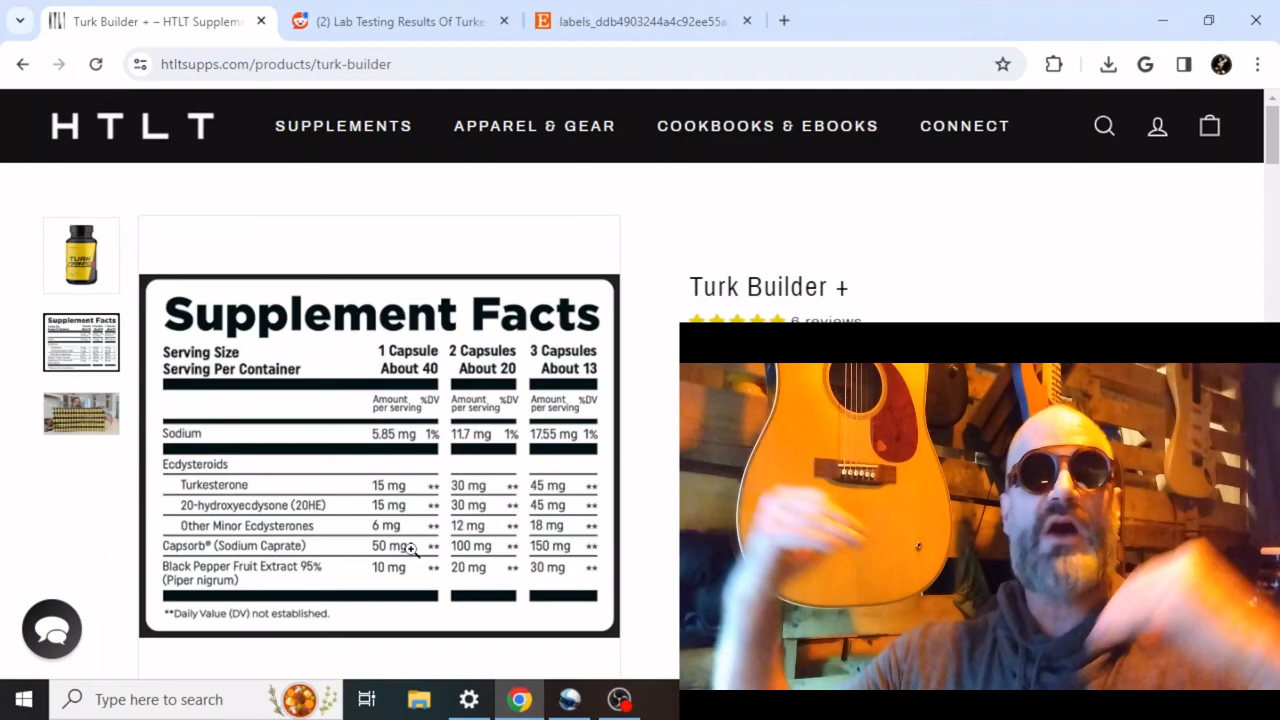 Turk Builder + – HTLT Suppleme
(2) Lab Testing Results Of Turke
labels_ddb4903244a4c92ee55a
htltsupps.com/products/turk-builder
HTLT
SUPPLEMENTS
APPAREL & GEAR
COOKBOOKS & EBOOKS
CONNECT
Supplement Facts
Serving Size 1 Capsule 2 Capsules 3 Capsules
Serving Per Container About 40 About 20 About 13
Amount %DV Amount %DV Amount %DV
per serving per serving per serving
Sodium 5.85 mg 1% 11.7 mg 1% 17.55 mg 1%
Ecdysteroids
Turkesterone 15 mg ** 30 mg ** 45 mg **
20-hydroxyecdysone (20HE) 15 mg ** 30 mg ** 45 mg **
Other Minor Ecdysterones 6 mg ** 12 mg ** 18 mg **
Capsorb® (Sodium Caprate) 50 mg ** 100 mg ** 150 mg **
Black Pepper Fruit Extract 95% 10 mg ** 20 mg ** 30 mg **
(Piper nigrum)
**Daily Value (DV) not established.
Turk Builder +
6 reviews
Type here to search